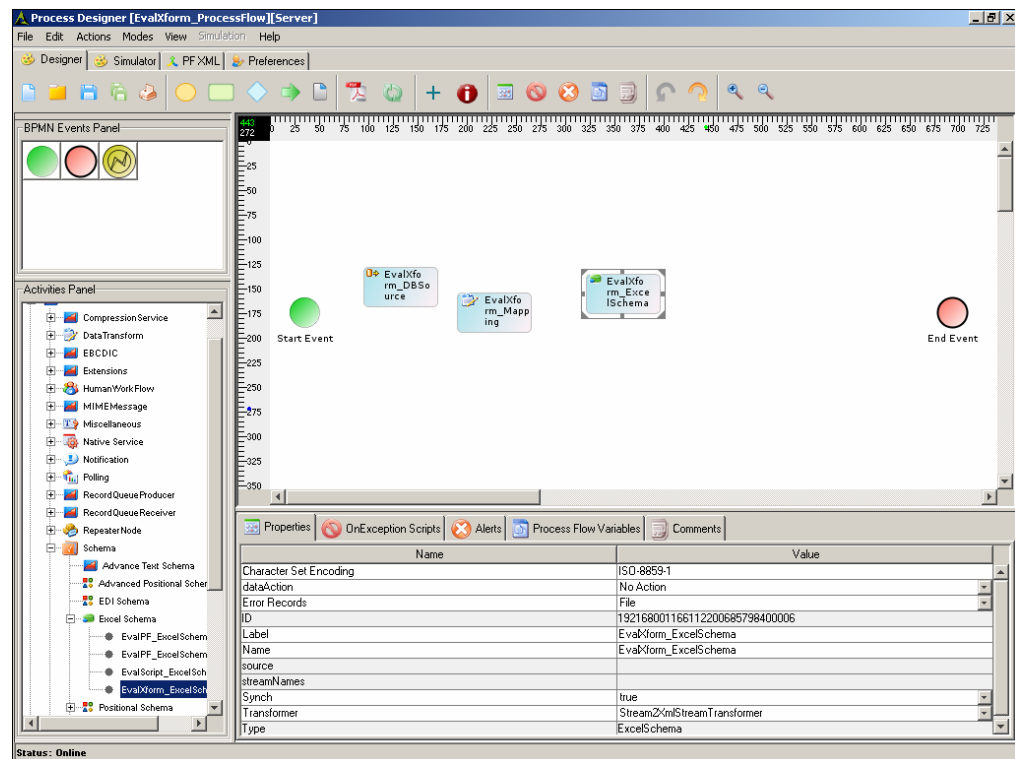 Process Designer [EvalXform_ProcessFlow][Server]
File Edit Actions Modes View Simulation Help
Designer Simulator PF XML Preferences
BPMN Events Panel
443
272
0 25 50 75 100 125 150 175 200 225 250 275 300 325 350 375 400 425 450 475 500 525 550 575 600 625 650 675 700 725
0
25
50
75
100
125
150
175
200
225
250
275
300
325
350
EvalXfo
rm_DBSo
urce
EvalXfo
rm_Mapp
ing
EvalXfo
rm_Exce
lSchema
Start Event
End Event
Activities Panel
CompressionService
DataTransform
EBCDIC
Extensions
HumanWorkFlow
MIMEMessage
Miscellaneous
Native Service
Notification
Polling
RecordQueueProducer
RecordQueueReceiver
RepeaterNode
Schema
Advance Text Schema
Advanced Positional Scher
EDI Schema
Excel Schema
EvalPF_ExcelSchem
EvalPF_ExcelSchem
EvalScript_ExcelSch
EvalXform_ExcelSch
Positional Schema
Properties OnException Scripts Alerts Process Flow Variables Comments
Name Value
Character Set Encoding ISO-8859-1
dataAction No Action
Error Records File
ID 1921680011661122006857984000​06
Label EvalXform_ExcelSchema
Name EvalXform_ExcelSchema
source
streamNames
Synch true
Transformer Stream2XmlStreamTransformer
Type ExcelSchema
Status: Online